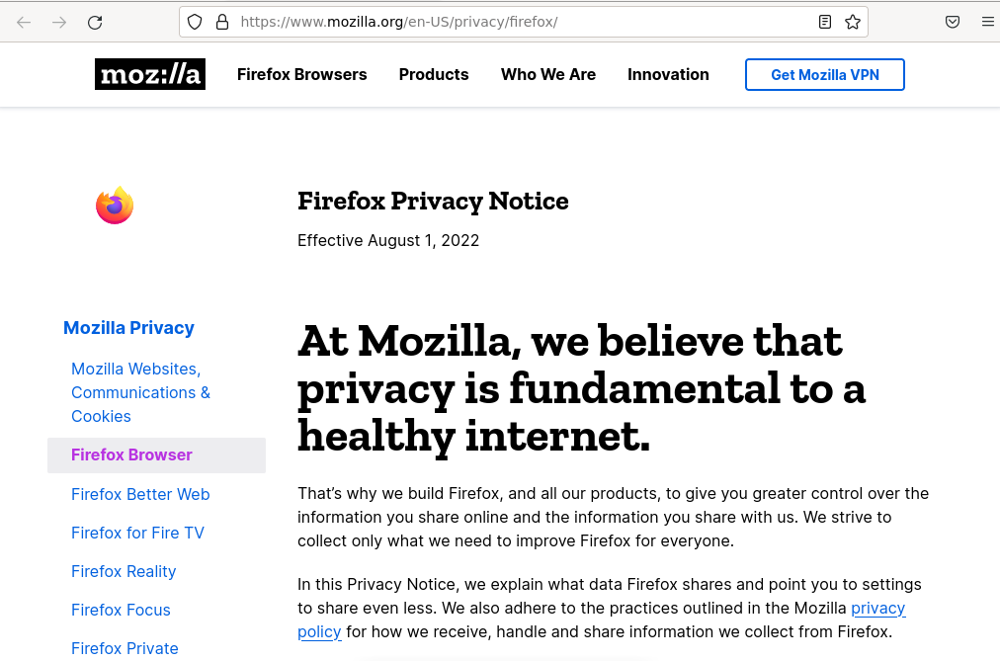 https://www.mozilla.org/en-US/privacy/firefox/
moz://a
Firefox Browsers
Products
Who We Are
Innovation
Get Mozilla VPN
Firefox Privacy Notice
Effective August 1, 2022
Mozilla Privacy
Mozilla Websites,
Communications &
Cookies
Firefox Browser
Firefox Better Web
Firefox for Fire TV
Firefox Reality
Firefox Focus
Firefox Private
At Mozilla, we believe that
privacy is fundamental to a
healthy internet.
That’s why we build Firefox, and all our products, to give you greater control over the
information you share online and the information you share with us. We strive to
collect only what we need to improve Firefox for everyone.
In this Privacy Notice, we explain what data Firefox shares and point you to settings
to share even less. We also adhere to the practices outlined in the Mozilla privacy
policy for how we receive, handle and share information we collect from Firefox.